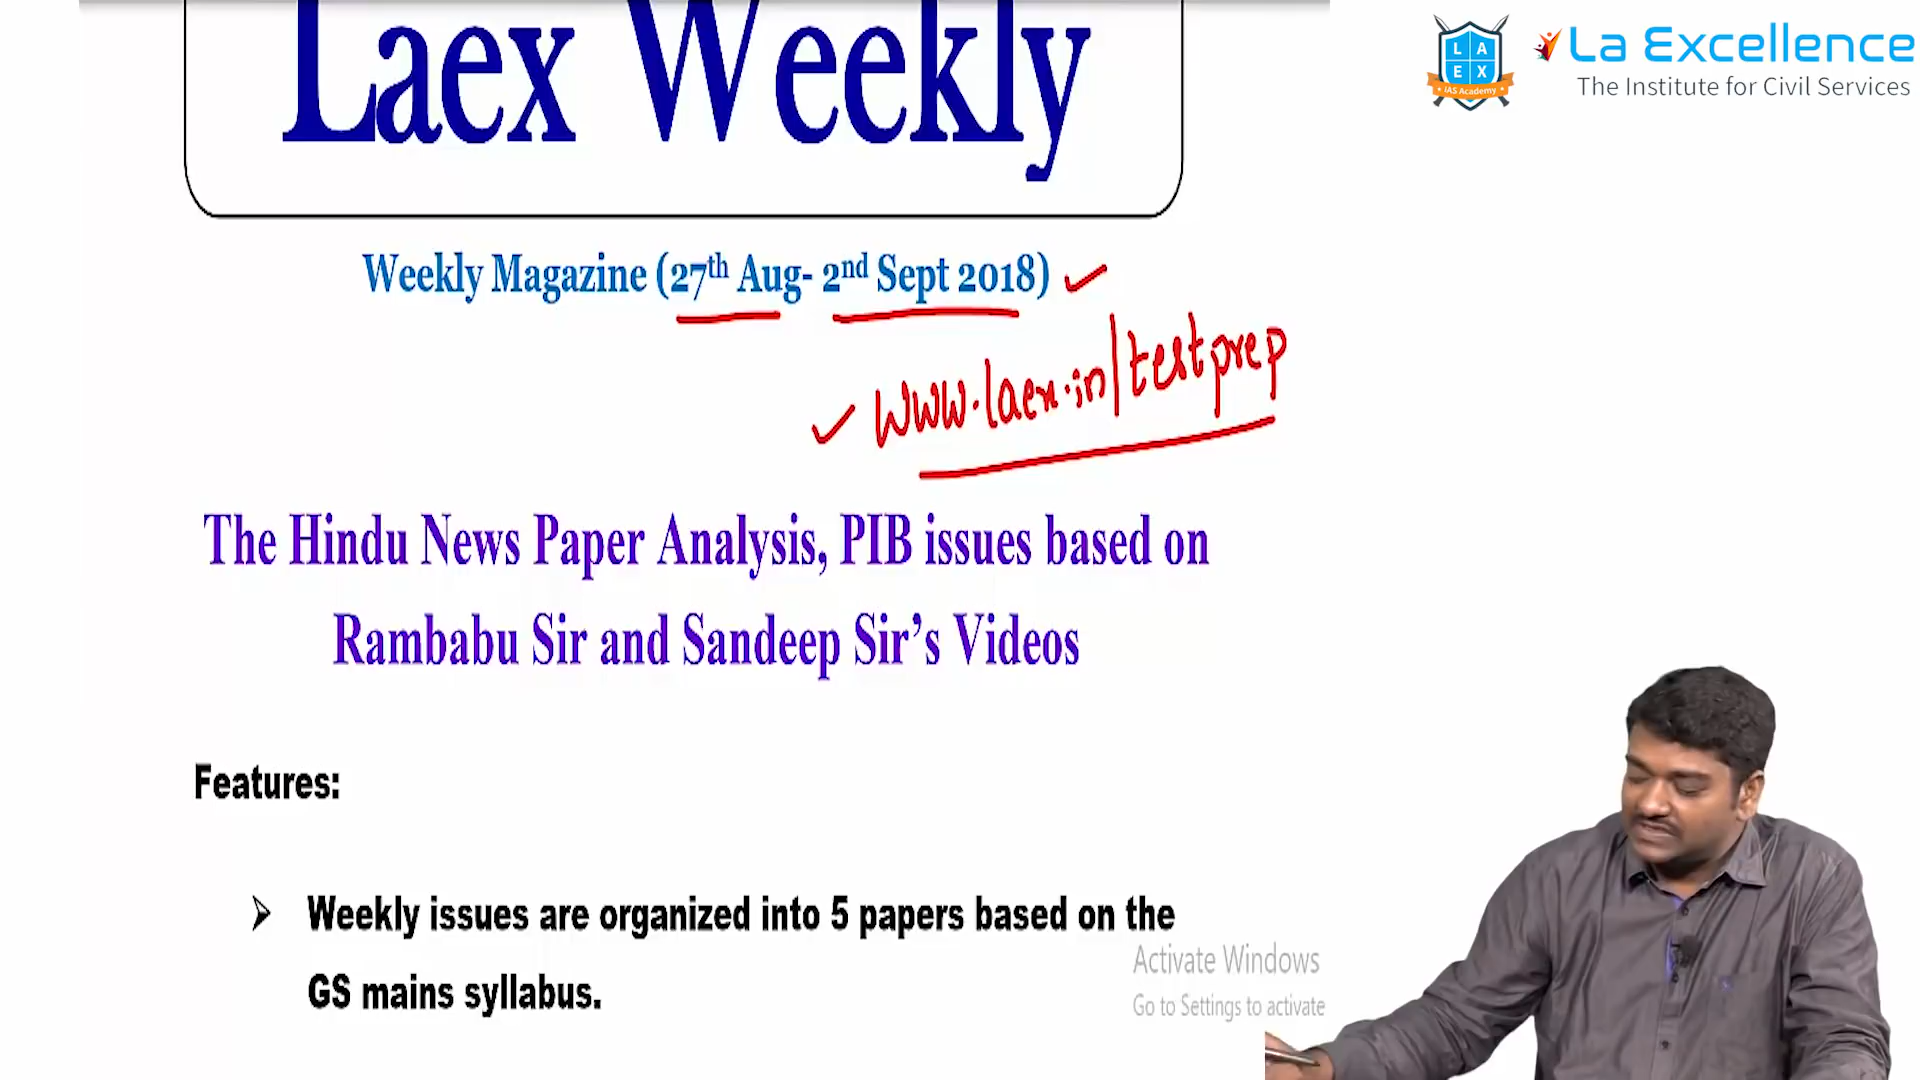 Laex Weekly
LA
EX
IAS Academy
La Excellence
The Institute for Civil Services
Weekly Magazine (27th Aug- 2nd Sept 2018)
www.laex.in/testprep
The Hindu News Paper Analysis, PIB issues based on
Rambabu Sir and Sandeep Sir's Videos
Features:
➢ Weekly issues are organized into 5 papers based on the
GS mains syllabus.
Activate Windows
Go to Settings to activate